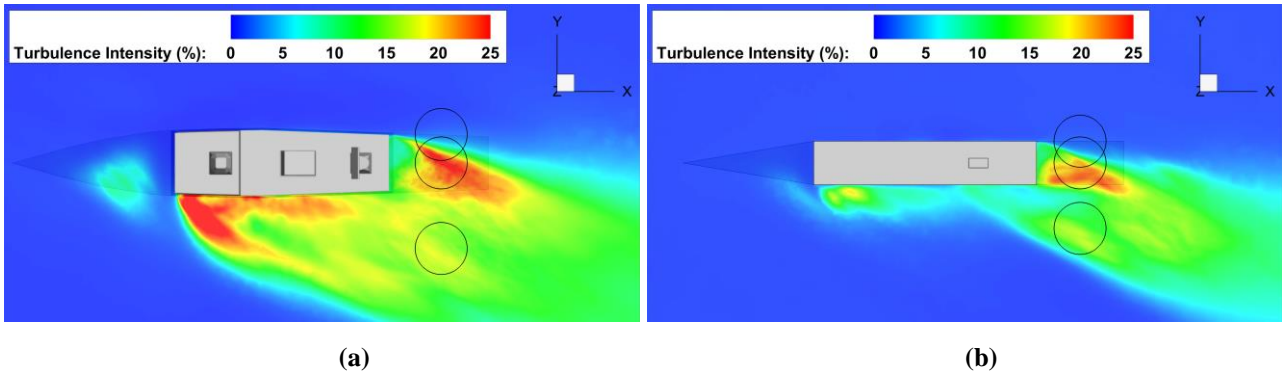 Turbulence Intensity (%): 0 5 10 15 20 25
Y
Z X
(a)
Turbulence Intensity (%): 0 5 10 15 20 25
Y
Z X
(b)